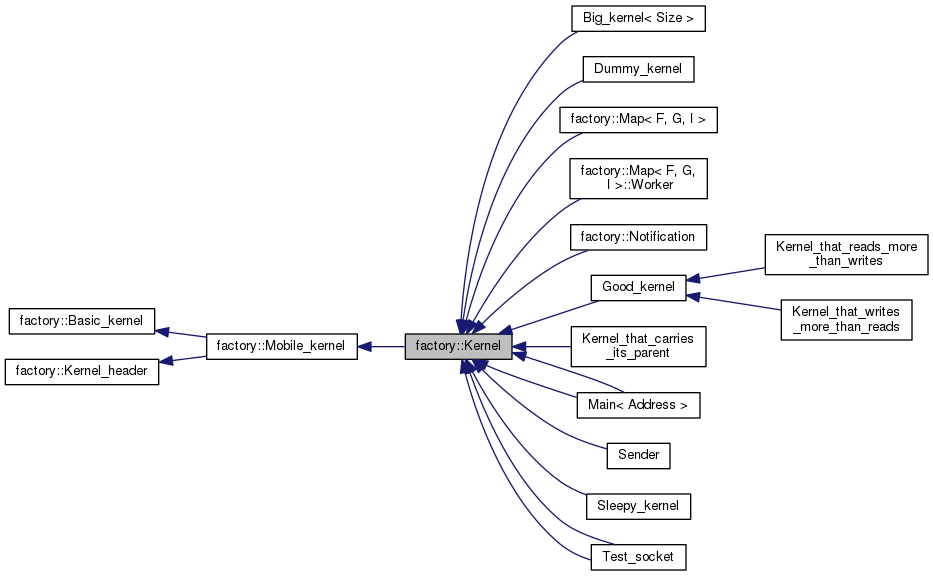 Big_kernel< Size >
Dummy_kernel
factory::Map< F, G, I >
factory::Map< F, G,
I >::Worker
factory::Notification
Kernel_that_reads_more
_than_writes
Good_kernel
Kernel_that_writes
_more_than_reads
factory::Basic_kernel
factory::Mobile_kernel
factory::Kernel
Kernel_that_carries
_its_parent
factory::Kernel_header
Main< Address >
Sender
Sleepy_kernel
Test_socket